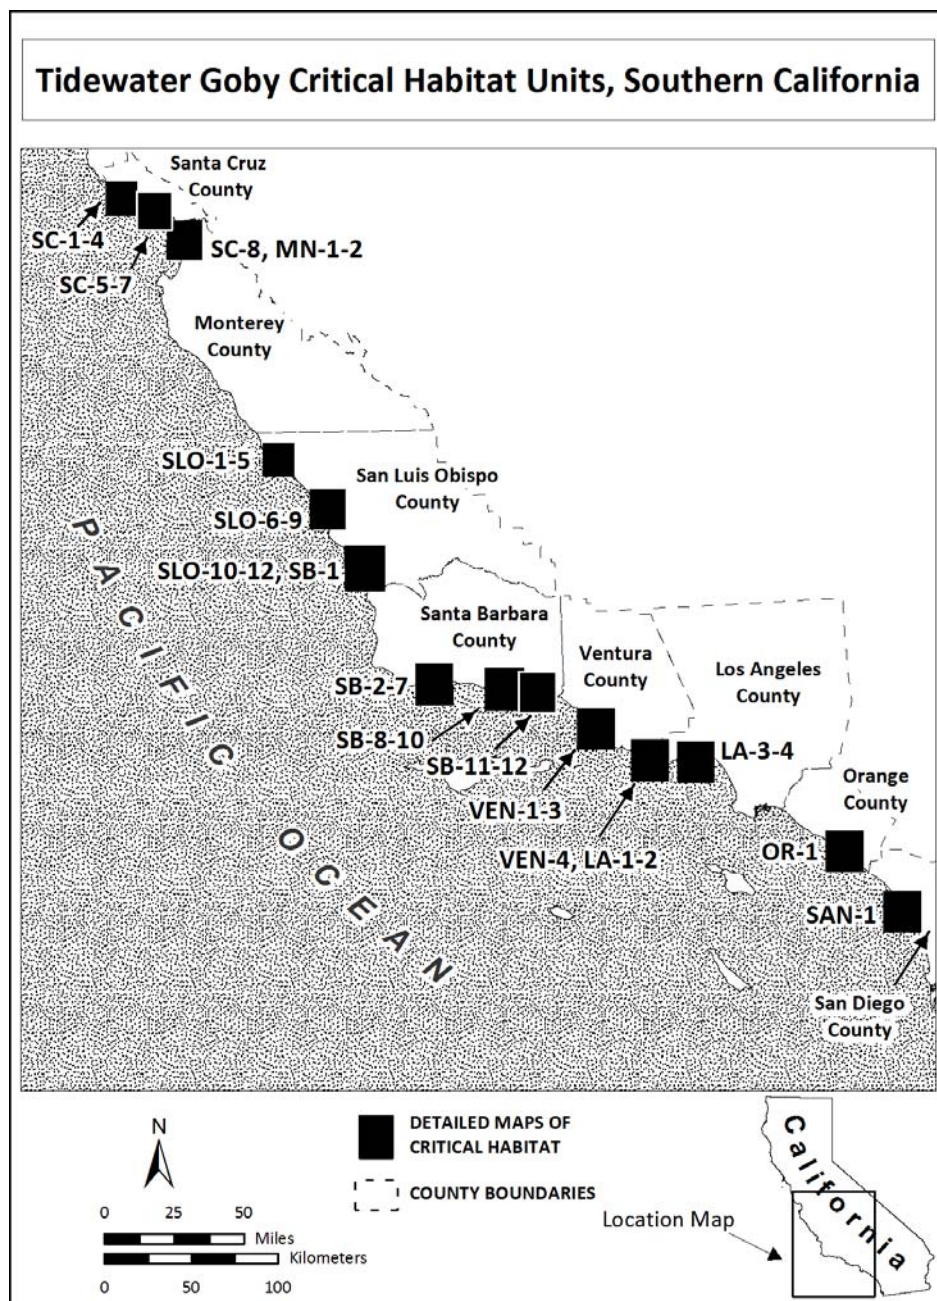 Tidewater Goby Critical Habitat Units, Southern California
Santa Cruz
County
SC-1-4
SC-5-7
SC-8, MN-1-2
Monterey
County
SLO-1-5
San Luis Obispo
County
SLO-6-9
SLO-10-12, SB-1
Santa Barbara
County
Ventura
County
Los Angeles
County
SB-2-7
SB-8-10
SB-11-12
VEN-1-3
LA-3-4
VEN-4, LA-1-2
Orange
County
OR-1
SAN-1
San Diego
County
PACIFIC OCEAN
N
DETAILED MAPS OF
CRITICAL HABITAT
COUNTY BOUNDARIES
0 25 50
Miles
Kilometers
0 50 100
Location Map
California